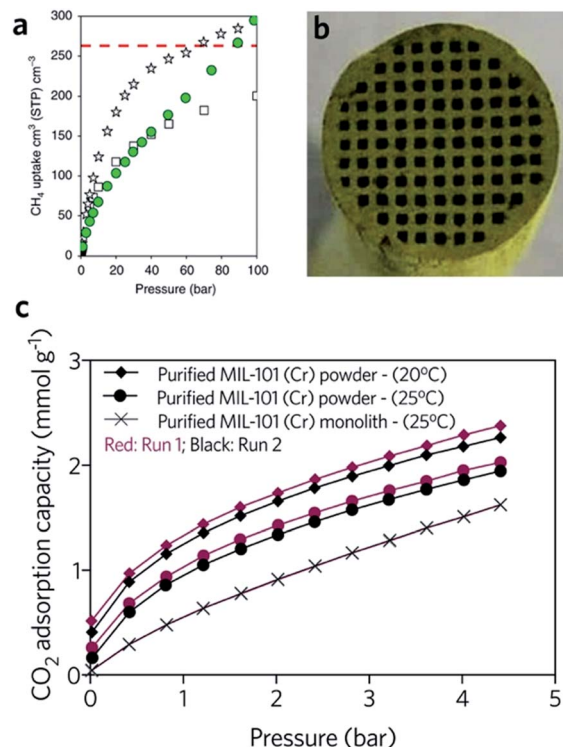 a
300
250
200
150
100
50
0
CH₄ uptake cm³ (STP) cm⁻³
0 20 40 60 80 100
Pressure (bar)
b
c
3
2
1
0
CO₂ adsorption capacity (mmol g⁻¹)
Purified MIL-101 (Cr) powder - (20ºC)
Purified MIL-101 (Cr) powder - (25ºC)
Purified MIL-101 (Cr) monolith - (25ºC)
Red: Run 1; Black: Run 2
0 1 2 3 4 5
Pressure (bar)